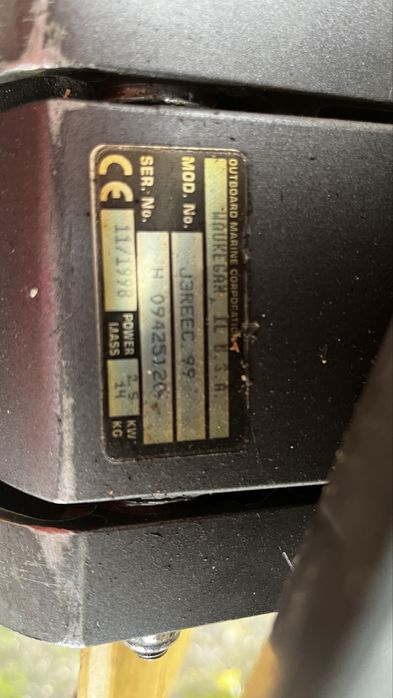 OUTBOARD MARINE CORPORATION
WAUKEGAN, IL U.S.A.
MOD. No. J3REEC 99
SER. No. H 09425120
CE 11/1998 POWER 2,5 KW
MASS 14 KG